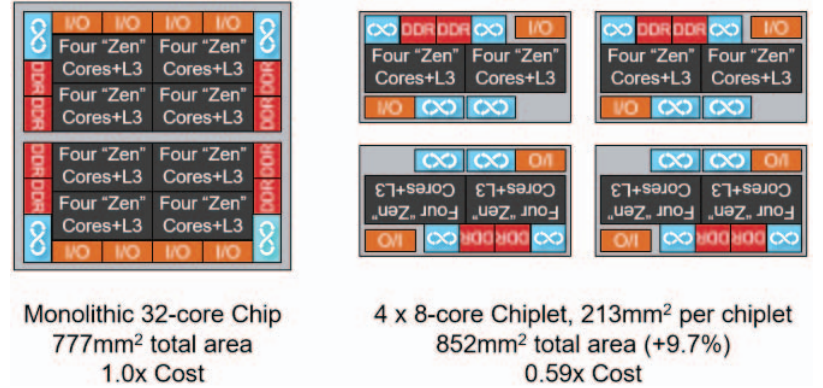 I/O I/O I/O I/O
Four "Zen" Four "Zen"
Cores+L3 Cores+L3
DDR DDR
Four "Zen" Four "Zen"
Cores+L3 Cores+L3
DDR DDR
Four "Zen" Four "Zen"
Cores+L3 Cores+L3
DDR DDR
Four "Zen" Four "Zen"
Cores+L3 Cores+L3
DDR DDR
I/O I/O I/O I/O
DDR DDR I/O
Four "Zen" Four "Zen"
Cores+L3 Cores+L3
I/O
DDR DDR I/O
Four "Zen" Four "Zen"
Cores+L3 Cores+L3
I/O
I/O
Four "Zen" Four "Zen"
Cores+L3 Cores+L3
I/O DDR DDR
I/O
Four "Zen" Four "Zen"
Cores+L3 Cores+L3
I/O DDR DDR
Monolithic 32-core Chip
777mm² total area
1.0x Cost
4 x 8-core Chiplet, 213mm² per chiplet
852mm² total area (+9.7%)
0.59x Cost